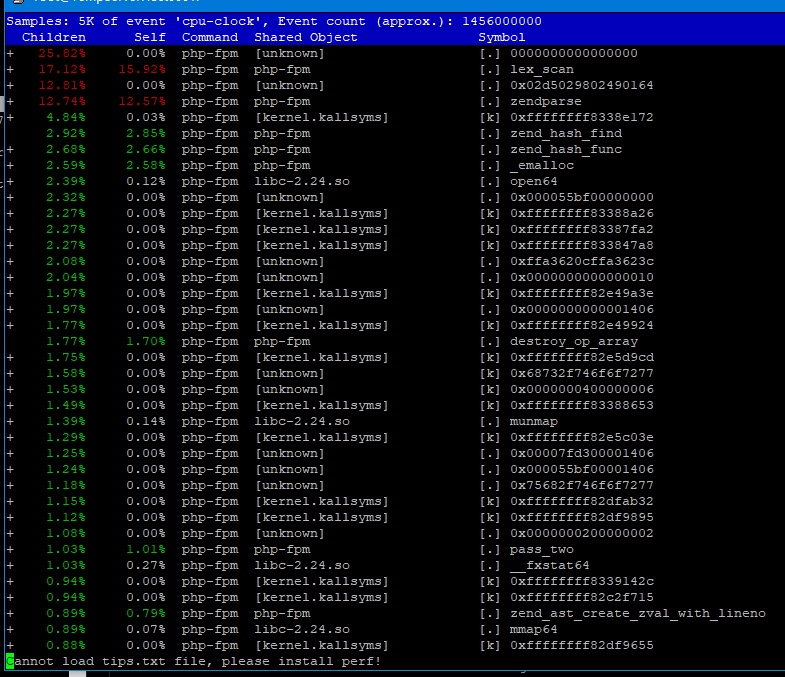 Samples: 5K of event 'cpu-clock', Event count (approx.): 1456000000
Children Self Command Shared Object Symbol
+ 25.82% 0.00% php-fpm [unknown] [.] 0000000000000000
+ 17.12% 15.92% php-fpm php-fpm [.] lex_scan
+ 12.81% 0.00% php-fpm [unknown] [.] 0x02d5029802490164
+ 12.74% 12.57% php-fpm php-fpm [.] zendparse
+ 4.84% 0.03% php-fpm [kernel.kallsyms] [k] 0xffffffff8338e172
2.92% 2.85% php-fpm php-fpm [.] zend_hash_find
+ 2.68% 2.66% php-fpm php-fpm [.] zend_hash_func
+ 2.59% 2.58% php-fpm php-fpm [.] _emalloc
+ 2.39% 0.12% php-fpm libc-2.24.so [.] open64
+ 2.32% 0.00% php-fpm [unknown] [.] 0x000055bf00000000
+ 2.27% 0.00% php-fpm [kernel.kallsyms] [k] 0xffffffff83388a26
+ 2.27% 0.00% php-fpm [kernel.kallsyms] [k] 0xffffffff83387fa2
+ 2.27% 0.00% php-fpm [kernel.kallsyms] [k] 0xffffffff833847a8
+ 2.08% 0.00% php-fpm [unknown] [.] 0xffa3620cffa3623c
+ 2.04% 0.00% php-fpm [unknown] [.] 0x0000000000000010
+ 1.97% 0.00% php-fpm [kernel.kallsyms] [k] 0xffffffff82e49a3e
+ 1.97% 0.00% php-fpm [unknown] [.] 0x0000000000001406
+ 1.77% 0.00% php-fpm [kernel.kallsyms] [k] 0xffffffff82e49924
1.77% 1.70% php-fpm php-fpm [.] destroy_op_array
+ 1.75% 0.00% php-fpm [kernel.kallsyms] [k] 0xffffffff82e5d9cd
+ 1.58% 0.00% php-fpm [unknown] [.] 0x68732f746f6f7277
+ 1.53% 0.00% php-fpm [unknown] [.] 0x0000000400000006
+ 1.49% 0.00% php-fpm [kernel.kallsyms] [k] 0xffffffff83388653
+ 1.39% 0.14% php-fpm libc-2.24.so [.] munmap
+ 1.29% 0.00% php-fpm [kernel.kallsyms] [k] 0xffffffff82e5c03e
+ 1.25% 0.00% php-fpm [unknown] [.] 0x00007fd300001406
+ 1.24% 0.00% php-fpm [unknown] [.] 0x000055bf00001406
+ 1.18% 0.00% php-fpm [unknown] [.] 0x75682f746f6f7277
+ 1.15% 0.00% php-fpm [kernel.kallsyms] [k] 0xffffffff82dfab32
+ 1.12% 0.00% php-fpm [kernel.kallsyms] [k] 0xffffffff82df9895
+ 1.08% 0.00% php-fpm [unknown] [.] 0x0000000200000002
+ 1.03% 1.01% php-fpm php-fpm [.] pass_two
+ 1.03% 0.27% php-fpm libc-2.24.so [.] __fxstat64
+ 0.94% 0.00% php-fpm [kernel.kallsyms] [k] 0xffffffff8339142c
+ 0.94% 0.00% php-fpm [kernel.kallsyms] [k] 0xffffffff82c2f715
+ 0.89% 0.79% php-fpm php-fpm [.] zend_ast_create_zval_with_lineno
+ 0.89% 0.07% php-fpm libc-2.24.so [.] mmap64
+ 0.88% 0.00% php-fpm [kernel.kallsyms] [k] 0xffffffff82df9655
Cannot load tips.txt file, please install perf!